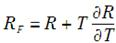 R_F = R + T ∂R/∂T